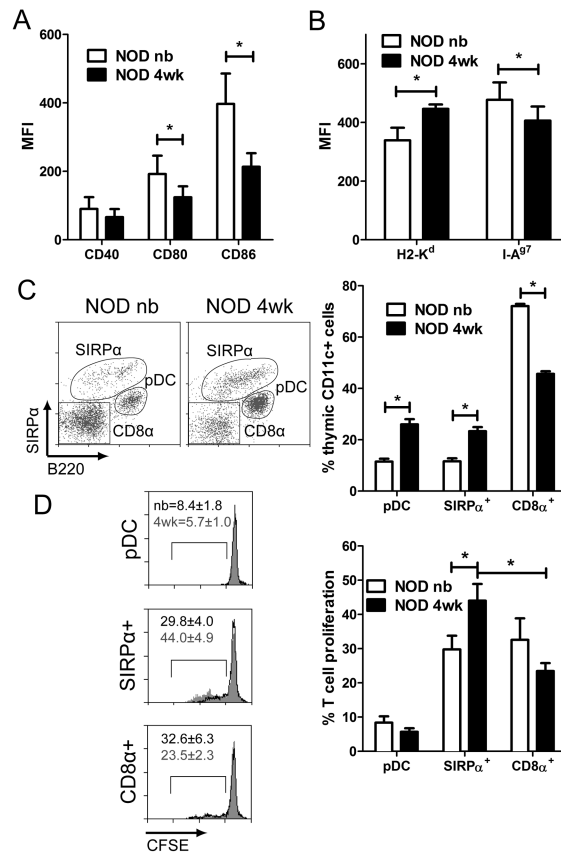 A
600
400
200
0
MFI
NOD nb
NOD 4wk
*
*
CD40
CD80
CD86
B
600
400
200
0
MFI
NOD nb
NOD 4wk
*
*
H2-Kᵈ
I-Aᵍ⁷
C
NOD nb
NOD 4wk
SIRPα
pDC
CD8α
SIRPα
pDC
CD8α
SIRPα
B220
80
60
40
20
0
% thymic CD11c+ cells
NOD nb
NOD 4wk
*
*
*
pDC
SIRPα⁺
CD8α⁺
D
pDC
nb=8.4±1.8
4wk=5.7±1.0
SIRPα+
29.8±4.0
44.0±4.9
CD8α+
32.6±6.3
23.5±2.3
CFSE
60
50
40
30
20
10
0
% T cell proliferation
NOD nb
NOD 4wk
*
*
pDC
SIRPα⁺
CD8α⁺